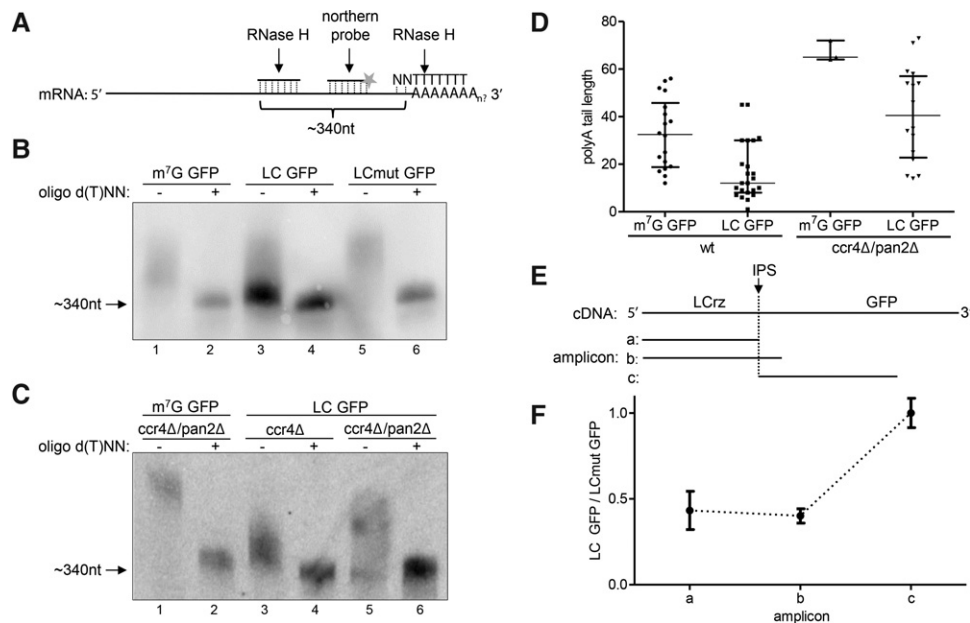 A
northern
RNase H probe RNase H
NNTTTTTTT
mRNA: 5′ AAAAAAA n? 3′
~340nt
B
m⁷G GFP LC GFP LCmut GFP
oligo d(T)NN: - + - + - +
~340nt
1 2 3 4 5 6
C
m⁷G GFP LC GFP
ccr4Δ/pan2Δ ccr4Δ ccr4Δ/pan2Δ
oligo d(T)NN: - + - + - +
~340nt
1 2 3 4 5 6
D
polyA tail length
80
60
40
20
0
m⁷G GFP LC GFP m⁷G GFP LC GFP
wt ccr4Δ/pan2Δ
E
IPS
LCrz GFP
cDNA: 5′ 3′
a:
amplicon: b:
c:
F
LC GFP / LCmut GFP
1.0
0.5
0.0
a b c
amplicon